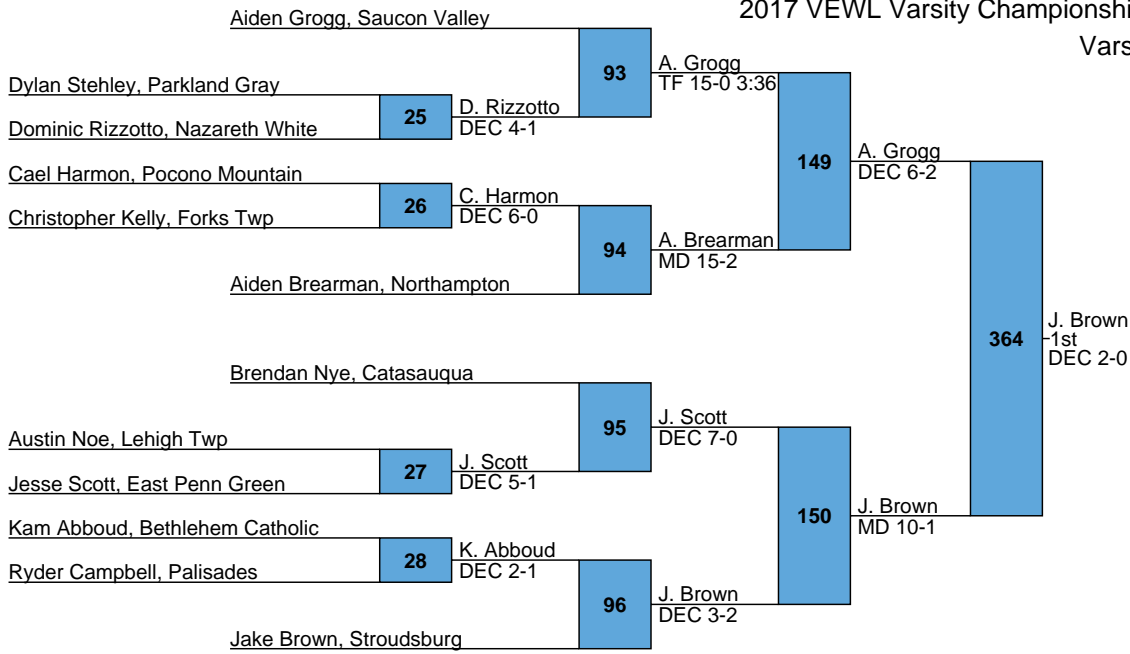 2017 VEWL Varsity Championshi
Vars
Aiden Grogg, Saucon Valley
93
A. Grogg
TF 15-0 3:36
Dylan Stehley, Parkland Gray
25
D. Rizzotto
DEC 4-1
Dominic Rizzotto, Nazareth White
149
A. Grogg
DEC 6-2
Cael Harmon, Pocono Mountain
26
C. Harmon
DEC 6-0
Christopher Kelly, Forks Twp
94
A. Brearman
MD 15-2
Aiden Brearman, Northampton
364
J. Brown
1st
DEC 2-0
Brendan Nye, Catasauqua
95
J. Scott
DEC 7-0
Austin Noe, Lehigh Twp
27
J. Scott
DEC 5-1
Jesse Scott, East Penn Green
150
J. Brown
MD 10-1
Kam Abboud, Bethlehem Catholic
28
K. Abboud
DEC 2-1
Ryder Campbell, Palisades
96
J. Brown
DEC 3-2
Jake Brown, Stroudsburg